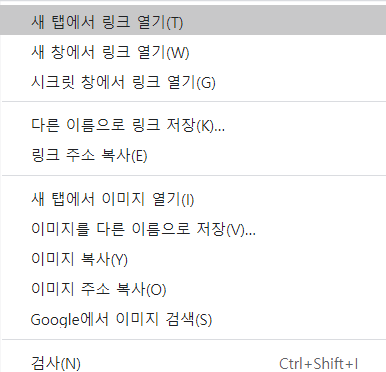 새 탭에서 링크 열기(T)
새 창에서 링크 열기(W)
시크릿 창에서 링크 열기(G)
다른 이름으로 링크 저장(K)...
링크 주소 복사(E)
새 탭에서 이미지 열기(I)
이미지를 다른 이름으로 저장(V)...
이미지 복사(Y)
이미지 주소 복사(O)
Google에서 이미지 검색(S)
검사(N) Ctrl+Shift+I